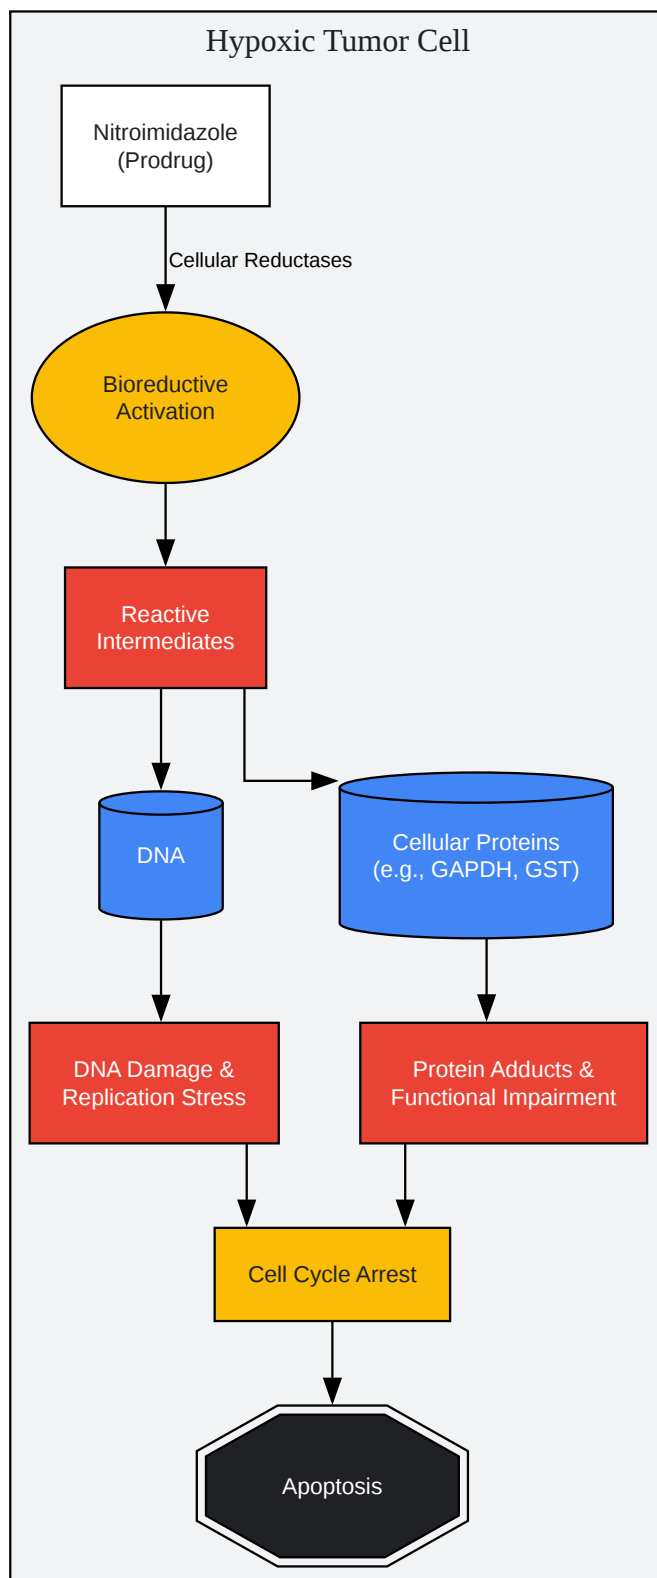 Hypoxic Tumor Cell
Nitroimidazole
(Prodrug)
Cellular Reductases
Bioreductive
Activation
Reactive
Intermediates
DNA
Cellular Proteins
(e.g., GAPDH, GST)
DNA Damage &
Replication Stress
Protein Adducts &
Functional Impairment
Cell Cycle Arrest
Apoptosis